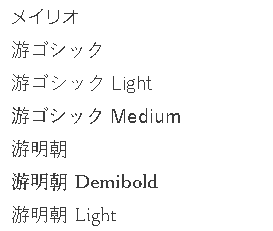 メイリオ
游ゴシック
游ゴシック Light
游ゴシック Medium
游明朝
游明朝 Demibold
游明朝 Light